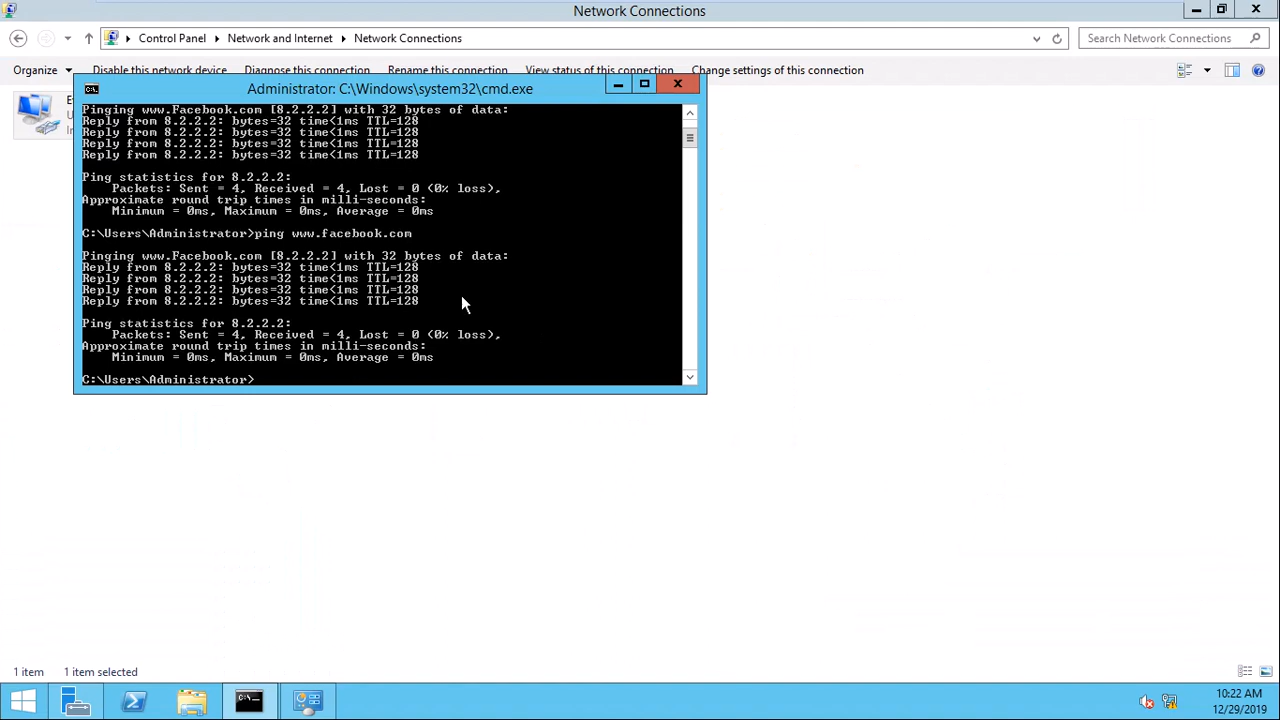 Network Connections
Control Panel Network and Internet Network Connections
Search Network Connections
Organize Disable this network device Diagnose this connection Rename this connection View status of this connection Change settings of this connection
Administrator: C:\Windows\system32\cmd.exe
Pinging www.Facebook.com [8.2.2.2] with 32 bytes of data:
Reply from 8.2.2.2: bytes=32 time<1ms TTL=128
Reply from 8.2.2.2: bytes=32 time<1ms TTL=128
Reply from 8.2.2.2: bytes=32 time<1ms TTL=128
Reply from 8.2.2.2: bytes=32 time<1ms TTL=128
Ping statistics for 8.2.2.2:
Packets: Sent = 4, Received = 4, Lost = 0 (0% loss),
Approximate round trip times in milli-seconds:
Minimum = 0ms, Maximum = 0ms, Average = 0ms
C:\Users\Administrator>ping www.facebook.com
Pinging www.Facebook.com [8.2.2.2] with 32 bytes of data:
Reply from 8.2.2.2: bytes=32 time<1ms TTL=128
Reply from 8.2.2.2: bytes=32 time<1ms TTL=128
Reply from 8.2.2.2: bytes=32 time<1ms TTL=128
Reply from 8.2.2.2: bytes=32 time<1ms TTL=128
Ping statistics for 8.2.2.2:
Packets: Sent = 4, Received = 4, Lost = 0 (0% loss),
Approximate round trip times in milli-seconds:
Minimum = 0ms, Maximum = 0ms, Average = 0ms
C:\Users\Administrator>
1 item 1 item selected
10:22 AM
12/29/2019